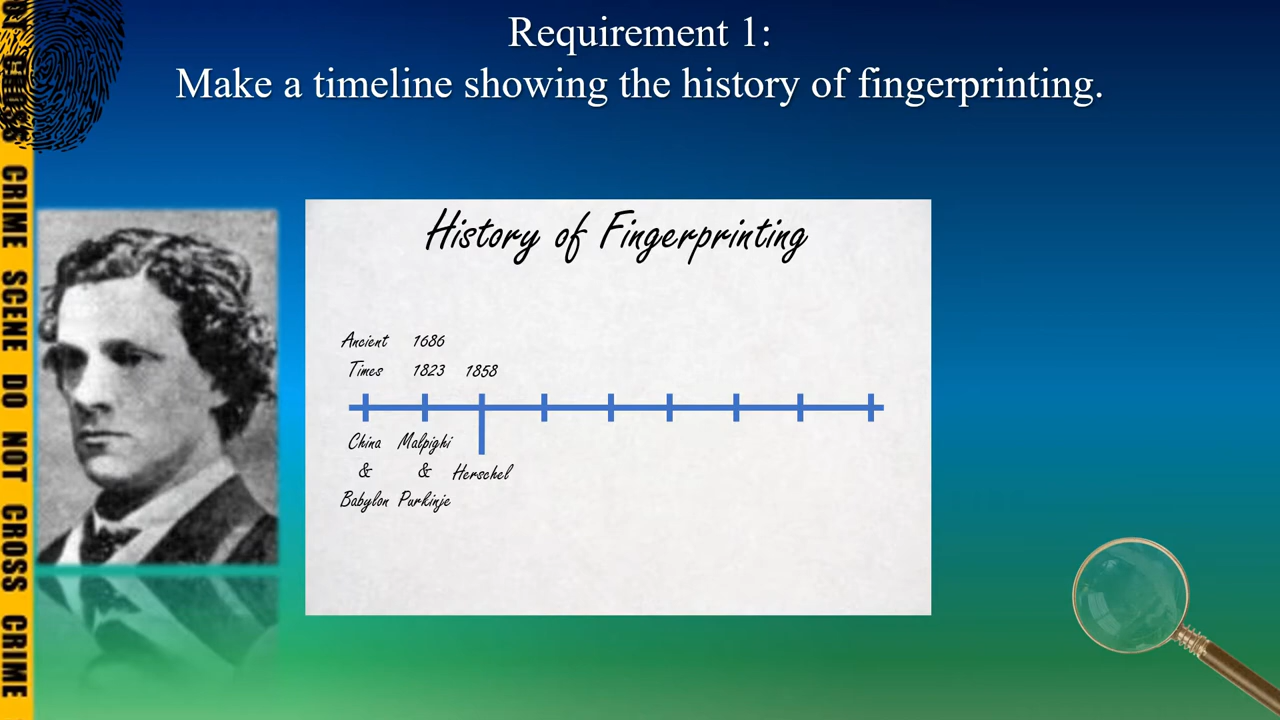 Requirement 1:
Make a timeline showing the history of fingerprinting.
CRIME SCENE DO NOT CROSS CRIME
History of Fingerprinting
Ancient 1686
Times 1823 1858
China Malpighi
& & Herschel
Babylon Purkinje